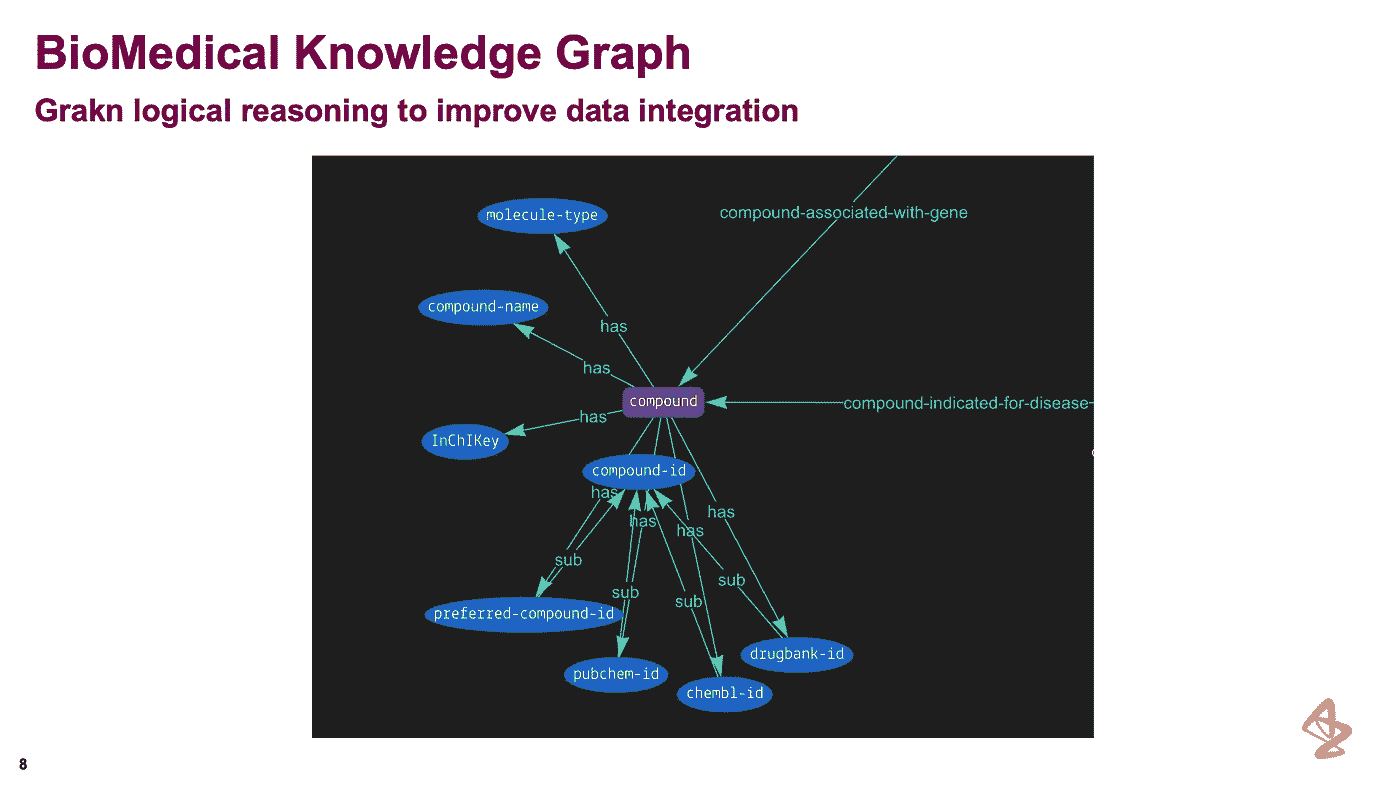 BioMedical Knowledge Graph
Grakn logical reasoning to improve data integration
molecule-type
compound-associated-with-gene
compound-name
has
has
compound
compound-indicated-for-disease
has
InChIKey
compound-id
has
has
has
has
sub
sub
sub
sub
preferred-compound-id
drugbank-id
pubchem-id
chembl-id
8